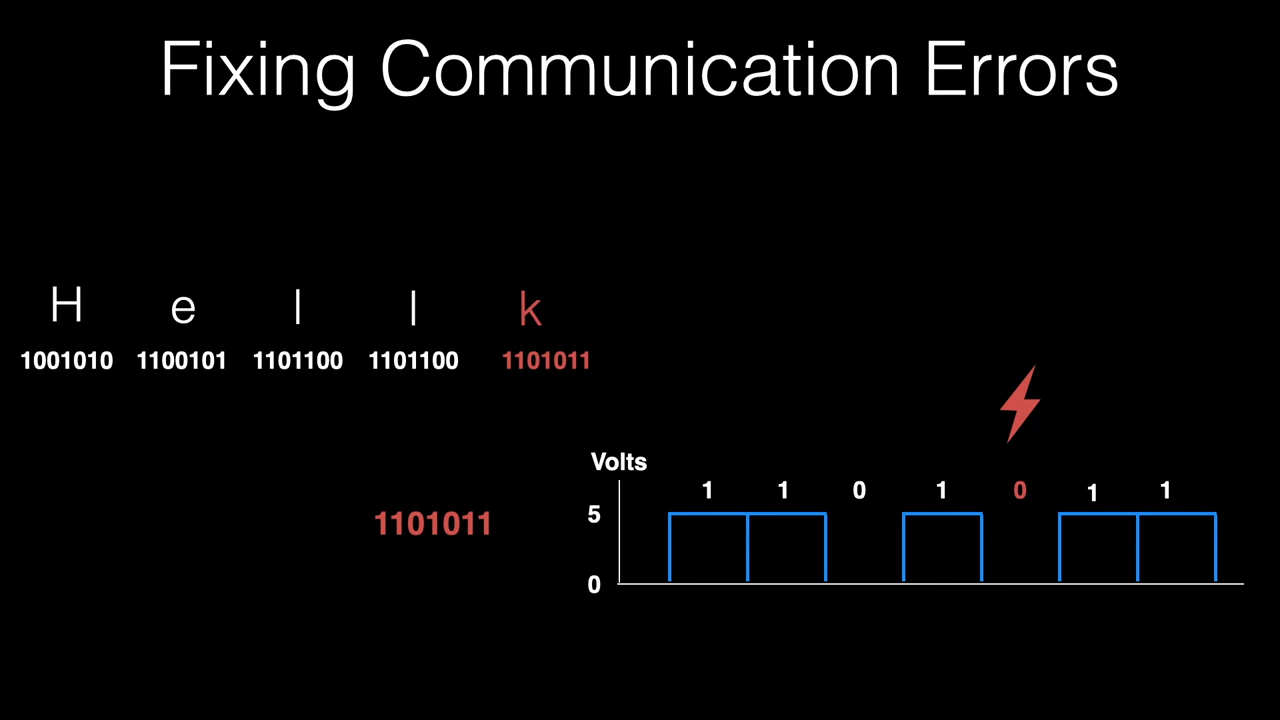 Fixing Communication Errors
H e l l k
1001010 1100101 1101100 1101100 1101011
Volts
1 1 0 1 0 1 1
5
1101011
0